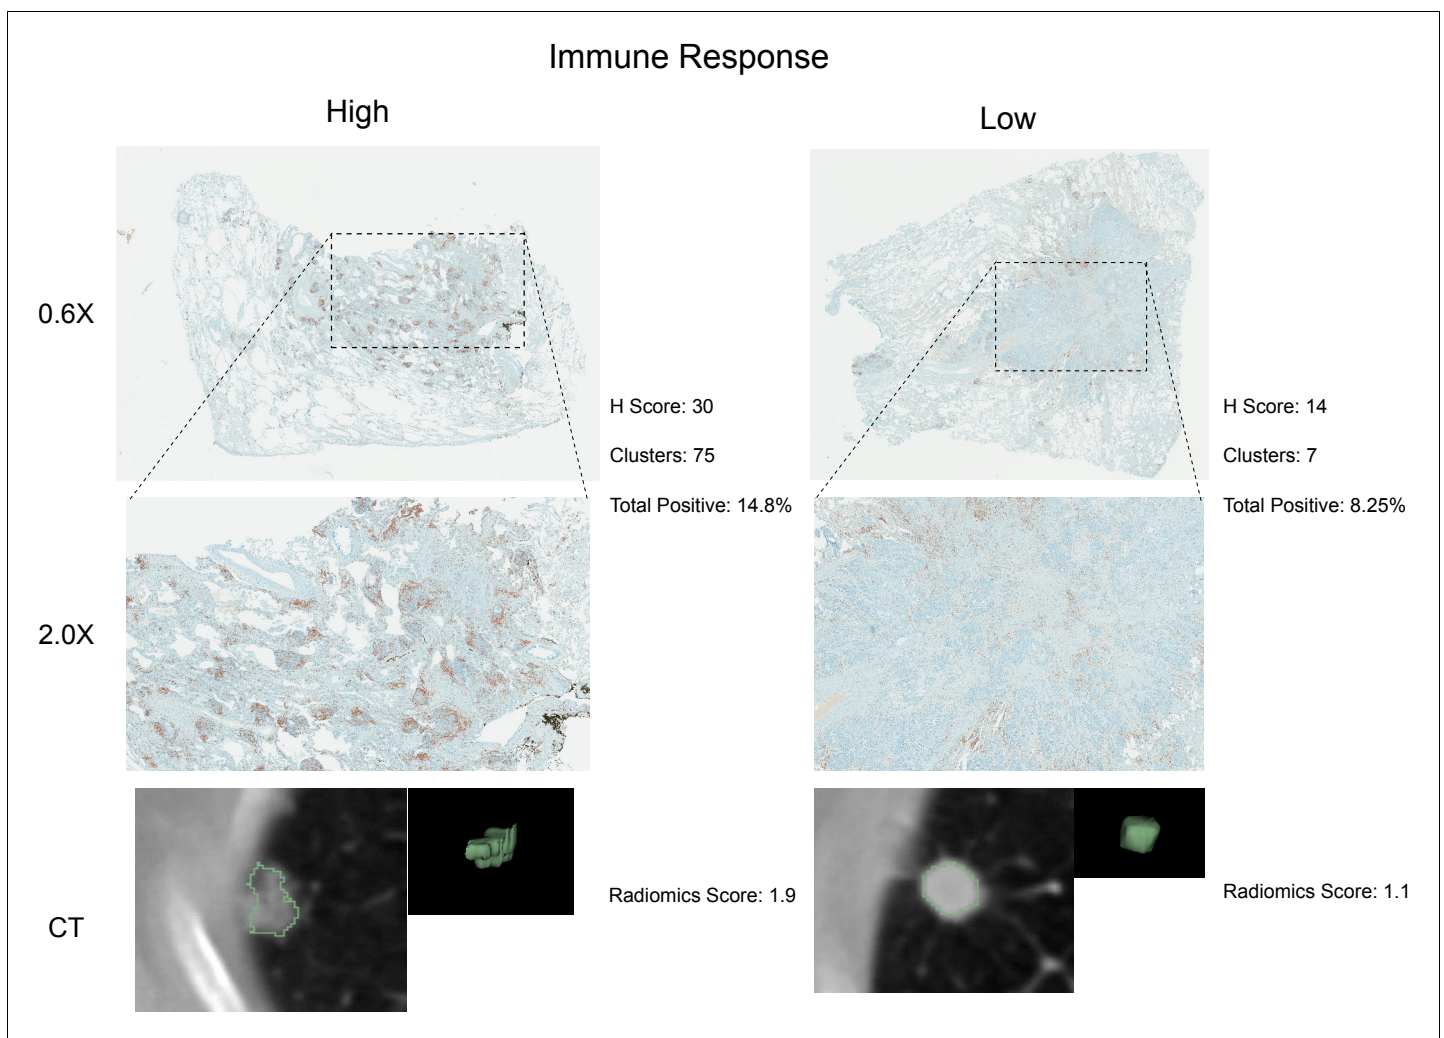 Immune Response
High
Low
0.6X
H Score: 30
Clusters: 75
Total Positive: 14.8%
H Score: 14
Clusters: 7
Total Positive: 8.25%
2.0X
CT
Radiomics Score: 1.9
Radiomics Score: 1.1